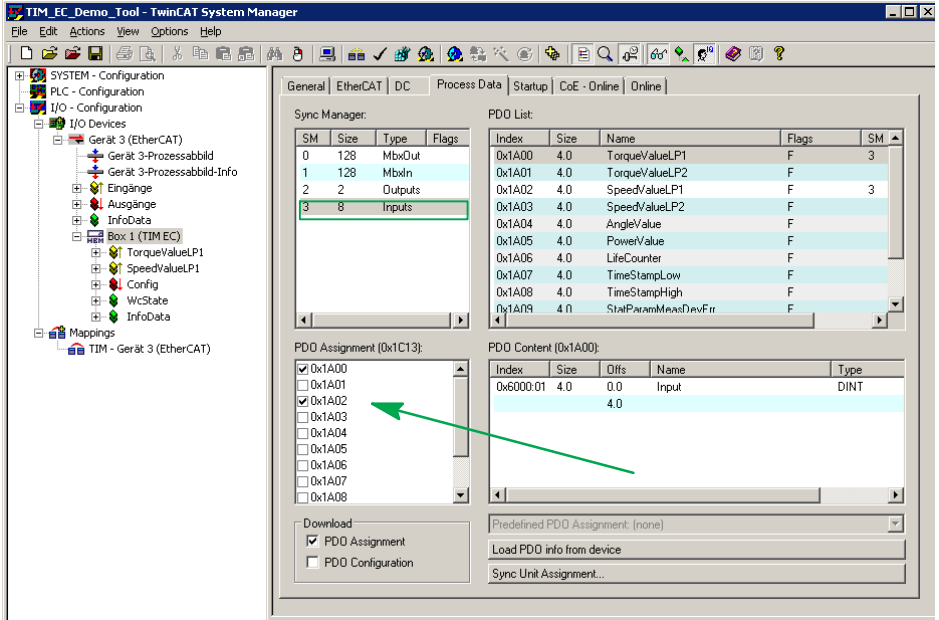 TIM_EC_Demo_Tool - TwinCAT System Manager
File Edit Actions View Options Help
SYSTEM - Configuration
PLC - Configuration
I/O - Configuration
I/O Devices
Gerät 3 (EtherCAT)
Gerät 3-Prozessabbild
Gerät 3-Prozessabbild-Info
Eingänge
Ausgänge
InfoData
HBM Box 1 (TIM EC)
TorqueValueLP1
SpeedValueLP1
Config
WcState
InfoData
Mappings
TIM - Gerät 3 (EtherCAT)
General EtherCAT DC Process Data Startup CoE - Online Online
Sync Manager:
SM Size Type Flags
0 128 MbxOut
1 128 MbxIn
2 2 Outputs
3 8 Inputs
PDO List:
Index Size Name Flags SM
0x1A00 4.0 TorqueValueLP1 F 3
0x1A01 4.0 TorqueValueLP2 F
0x1A02 4.0 SpeedValueLP1 F 3
0x1A03 4.0 SpeedValueLP2 F
0x1A04 4.0 AngleValue F
0x1A05 4.0 PowerValue F
0x1A06 4.0 LifeCounter F
0x1A07 4.0 TimeStampLow F
0x1A08 4.0 TimeStampHigh F
0x1A09 4.0 StatParamMeasDevErr F
PDO Assignment (0x1C13):
0x1A00
0x1A01
0x1A02
0x1A03
0x1A04
0x1A05
0x1A06
0x1A07
0x1A08
PDO Content (0x1A00):
Index Size Offs Name Type
0x6000:01 4.0 0.0 Input DINT
4.0
Download
PDO Assignment
PDO Configuration
Predefined PDO Assignment: (none)
Load PDO info from device
Sync Unit Assignment...